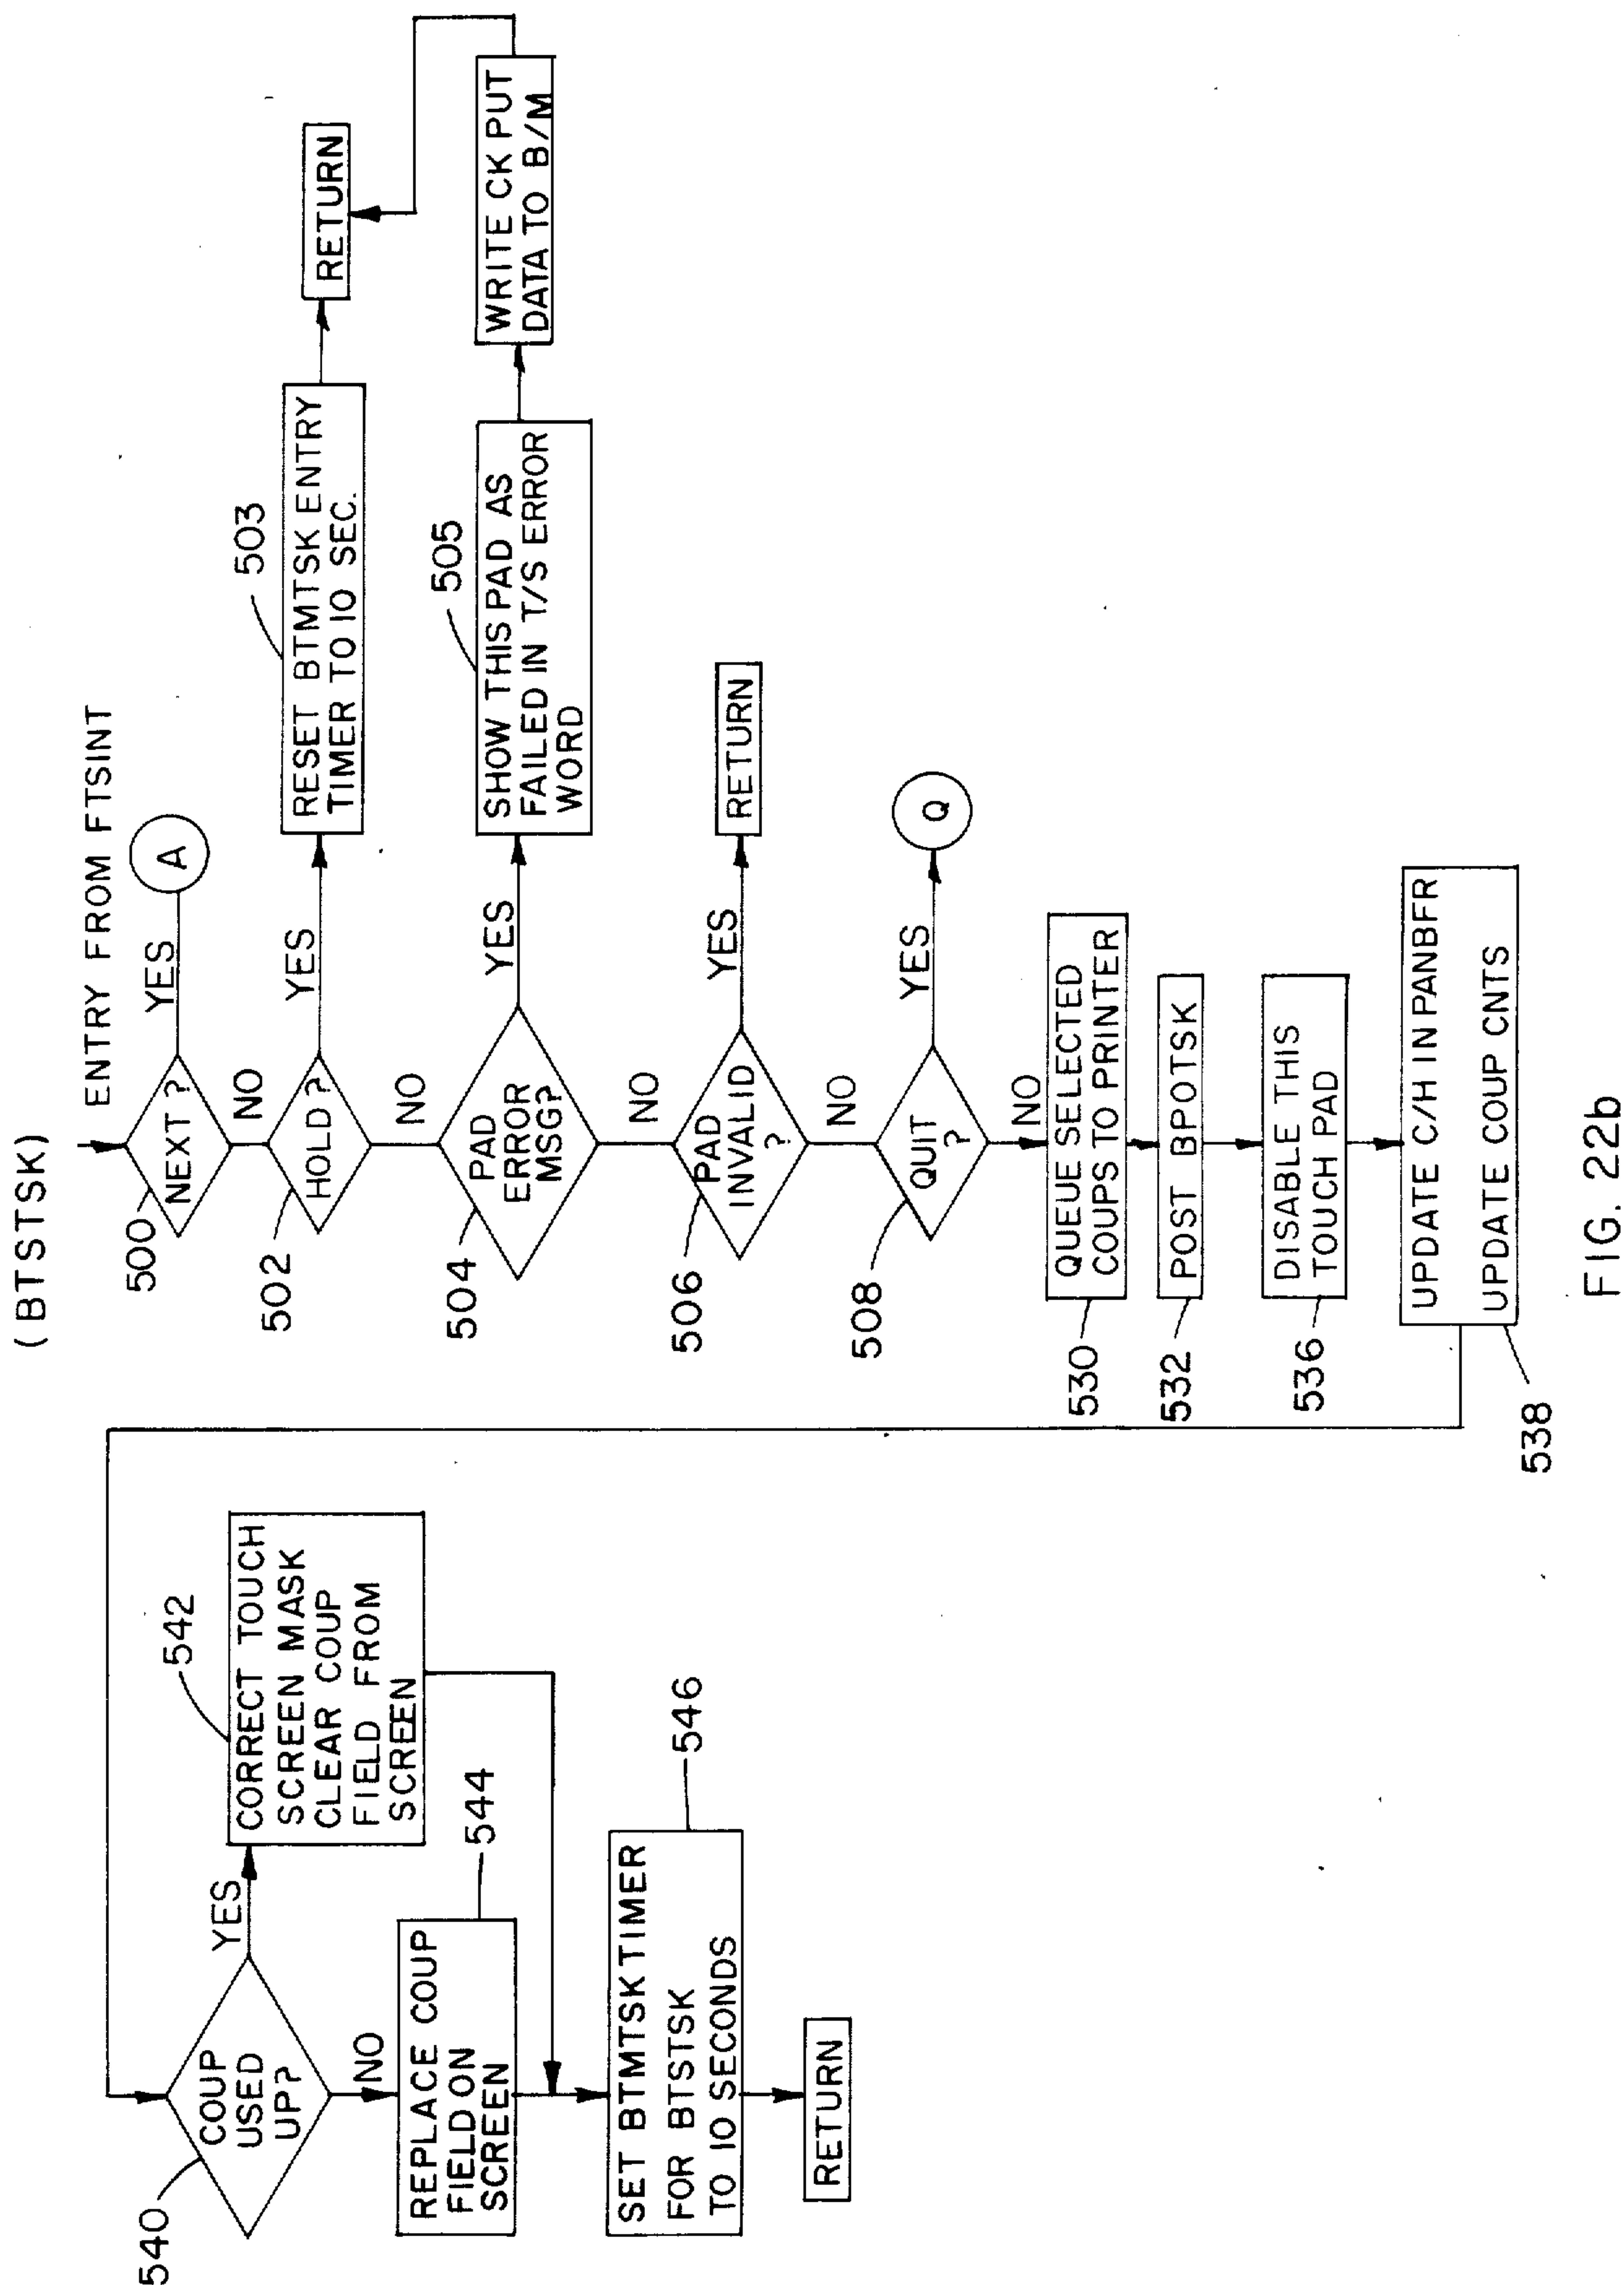 (BTSTSK)
ENTRY FROM FTSINT
500
NEXT ?
YES
A
NO
502
HOLD ?
YES
503
RESET BTMTSK ENTRY
TIMER TO 10 SEC.
RETURN
NO
504
PAD
ERROR
MSG?
YES
505
SHOW THIS PAD AS
FAILED IN T/S ERROR
WORD
WRITE CK PUT
DATA TO B/M
NO
506
PAD
INVALID
?
YES
RETURN
NO
508
QUIT
?
YES
Q
NO
530
QUEUE SELECTED
COUPS TO PRINTER
532
POST BPOTSK
536
DISABLE THIS
TOUCH PAD
538
UPDATE C/H IN PANBFR
UPDATE COUP CNTS
540
COUP
USED
UP?
YES
542
CORRECT TOUCH
SCREEN MASK
CLEAR COUP
FIELD FROM
SCREEN
NO
544
REPLACE COUP
FIELD ON
SCREEN
546
SET BTMTSK TIMER
FOR BTSTSK
TO 10 SECONDS
RETURN
FIG. 22b